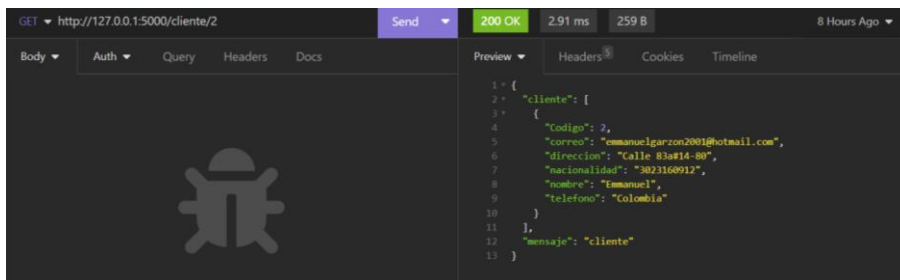 GET http://127.0.0.1:5000/cliente/2 Send 200 OK 2.91 ms 259 B 8 Hours Ago
Body Auth Query Headers Docs Preview Headers 5 Cookies Timeline
1 {
2 "cliente": [
3 {
4 "Codigo": 2,
5 "correo": "emmanuelgarzon2001@hotmail.com",
6 "direccion": "Calle 83a#14-80",
7 "nacionalidad": "3023160912",
8 "nombre": "Emmanuel",
9 "telefono": "Colombia"
10 }
11 ],
12 "mensaje": "cliente"
13 }